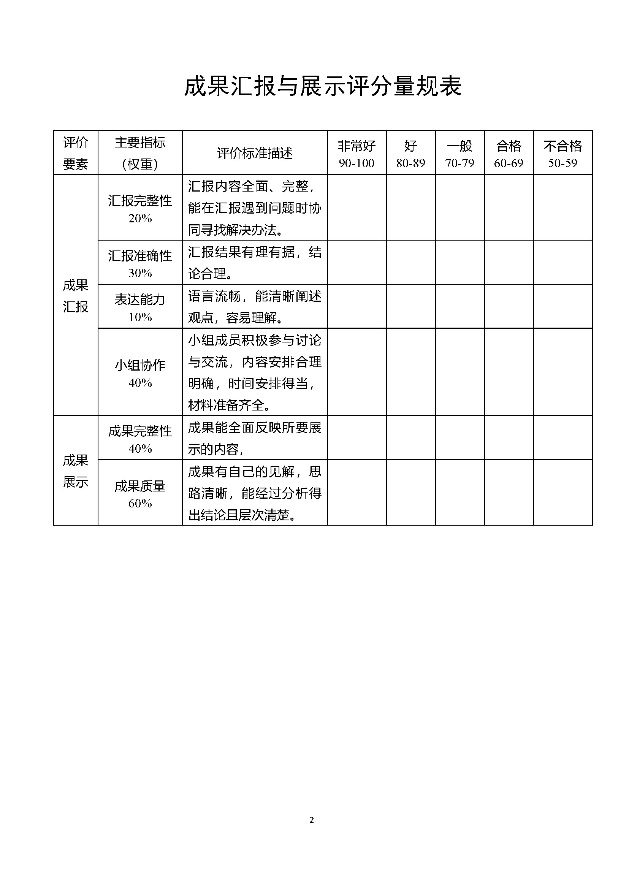 成果汇报与展示评分量规表
评价
要素
主要指标
（权重）
评价标准描述
非常好
90-100
好
80-89
一般
70-79
合格
60-69
不合格
50-59
成果
汇报
汇报完整性
20%
汇报内容全面、完整，
能在汇报遇到问题时协
同寻找解决办法。
汇报准确性
30%
汇报结果有理有据，结
论合理。
表达能力
10%
语言流畅，能清晰阐述
观点，容易理解。
小组协作
40%
小组成员积极参与讨论
与交流，内容安排合理
明确，时间安排得当，
材料准备齐全。
成果
展示
成果完整性
40%
成果能全面反映所要展
示的内容，
成果质量
60%
成果有自己的见解，思
路清晰，能经过分析得
出结论且层次清楚。
2